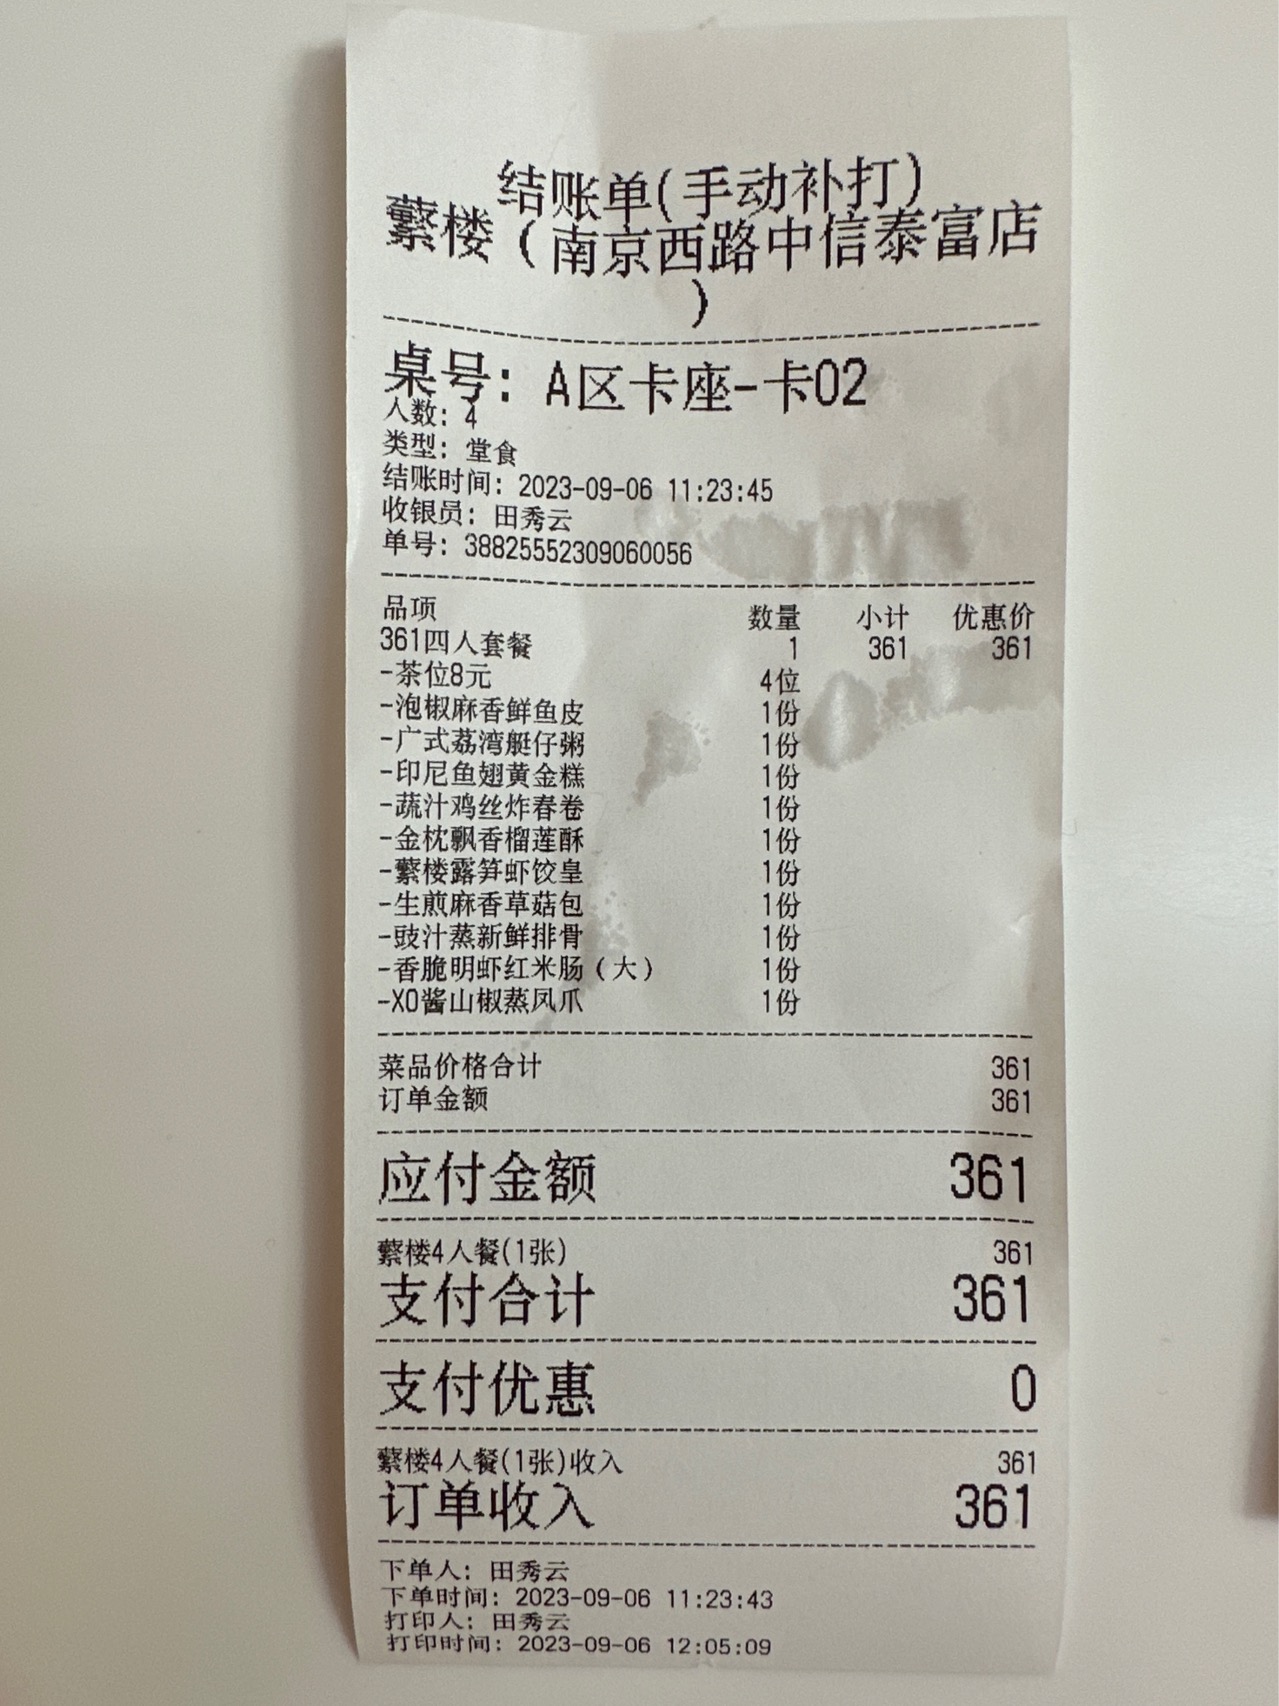 结账单(手动补打)
蘩楼（南京西路中信泰富店
）
桌号: A区卡座-卡02
人数: 4
类型: 堂食
结账时间: 2023-09-06 11:23:45
收银员: 田秀云
单号: 38825552309060056
品项 数量 小计 优惠价
361四人套餐 1 361 361
-茶位8元 4位
-泡椒麻香鲜鱼皮 1份
-广式荔湾艇仔粥 1份
-印尼鱼翅黄金糕 1份
-蔬汁鸡丝炸春卷 1份
-金枕飘香榴莲酥 1份
-蘩楼露笋虾饺皇 1份
-生煎麻香草菇包 1份
-豉汁蒸新鲜排骨 1份
-香脆明虾红米肠（大） 1份
-XO酱山椒蒸凤爪 1份
菜品价格合计 361
订单金额 361
应付金额 361
蘩楼4人餐(1张) 361
支付合计 361
支付优惠 0
蘩楼4人餐(1张)收入 361
订单收入 361
下单人: 田秀云
下单时间: 2023-09-06 11:23:43
打印人: 田秀云
打印时间: 2023-09-06 12:05:09